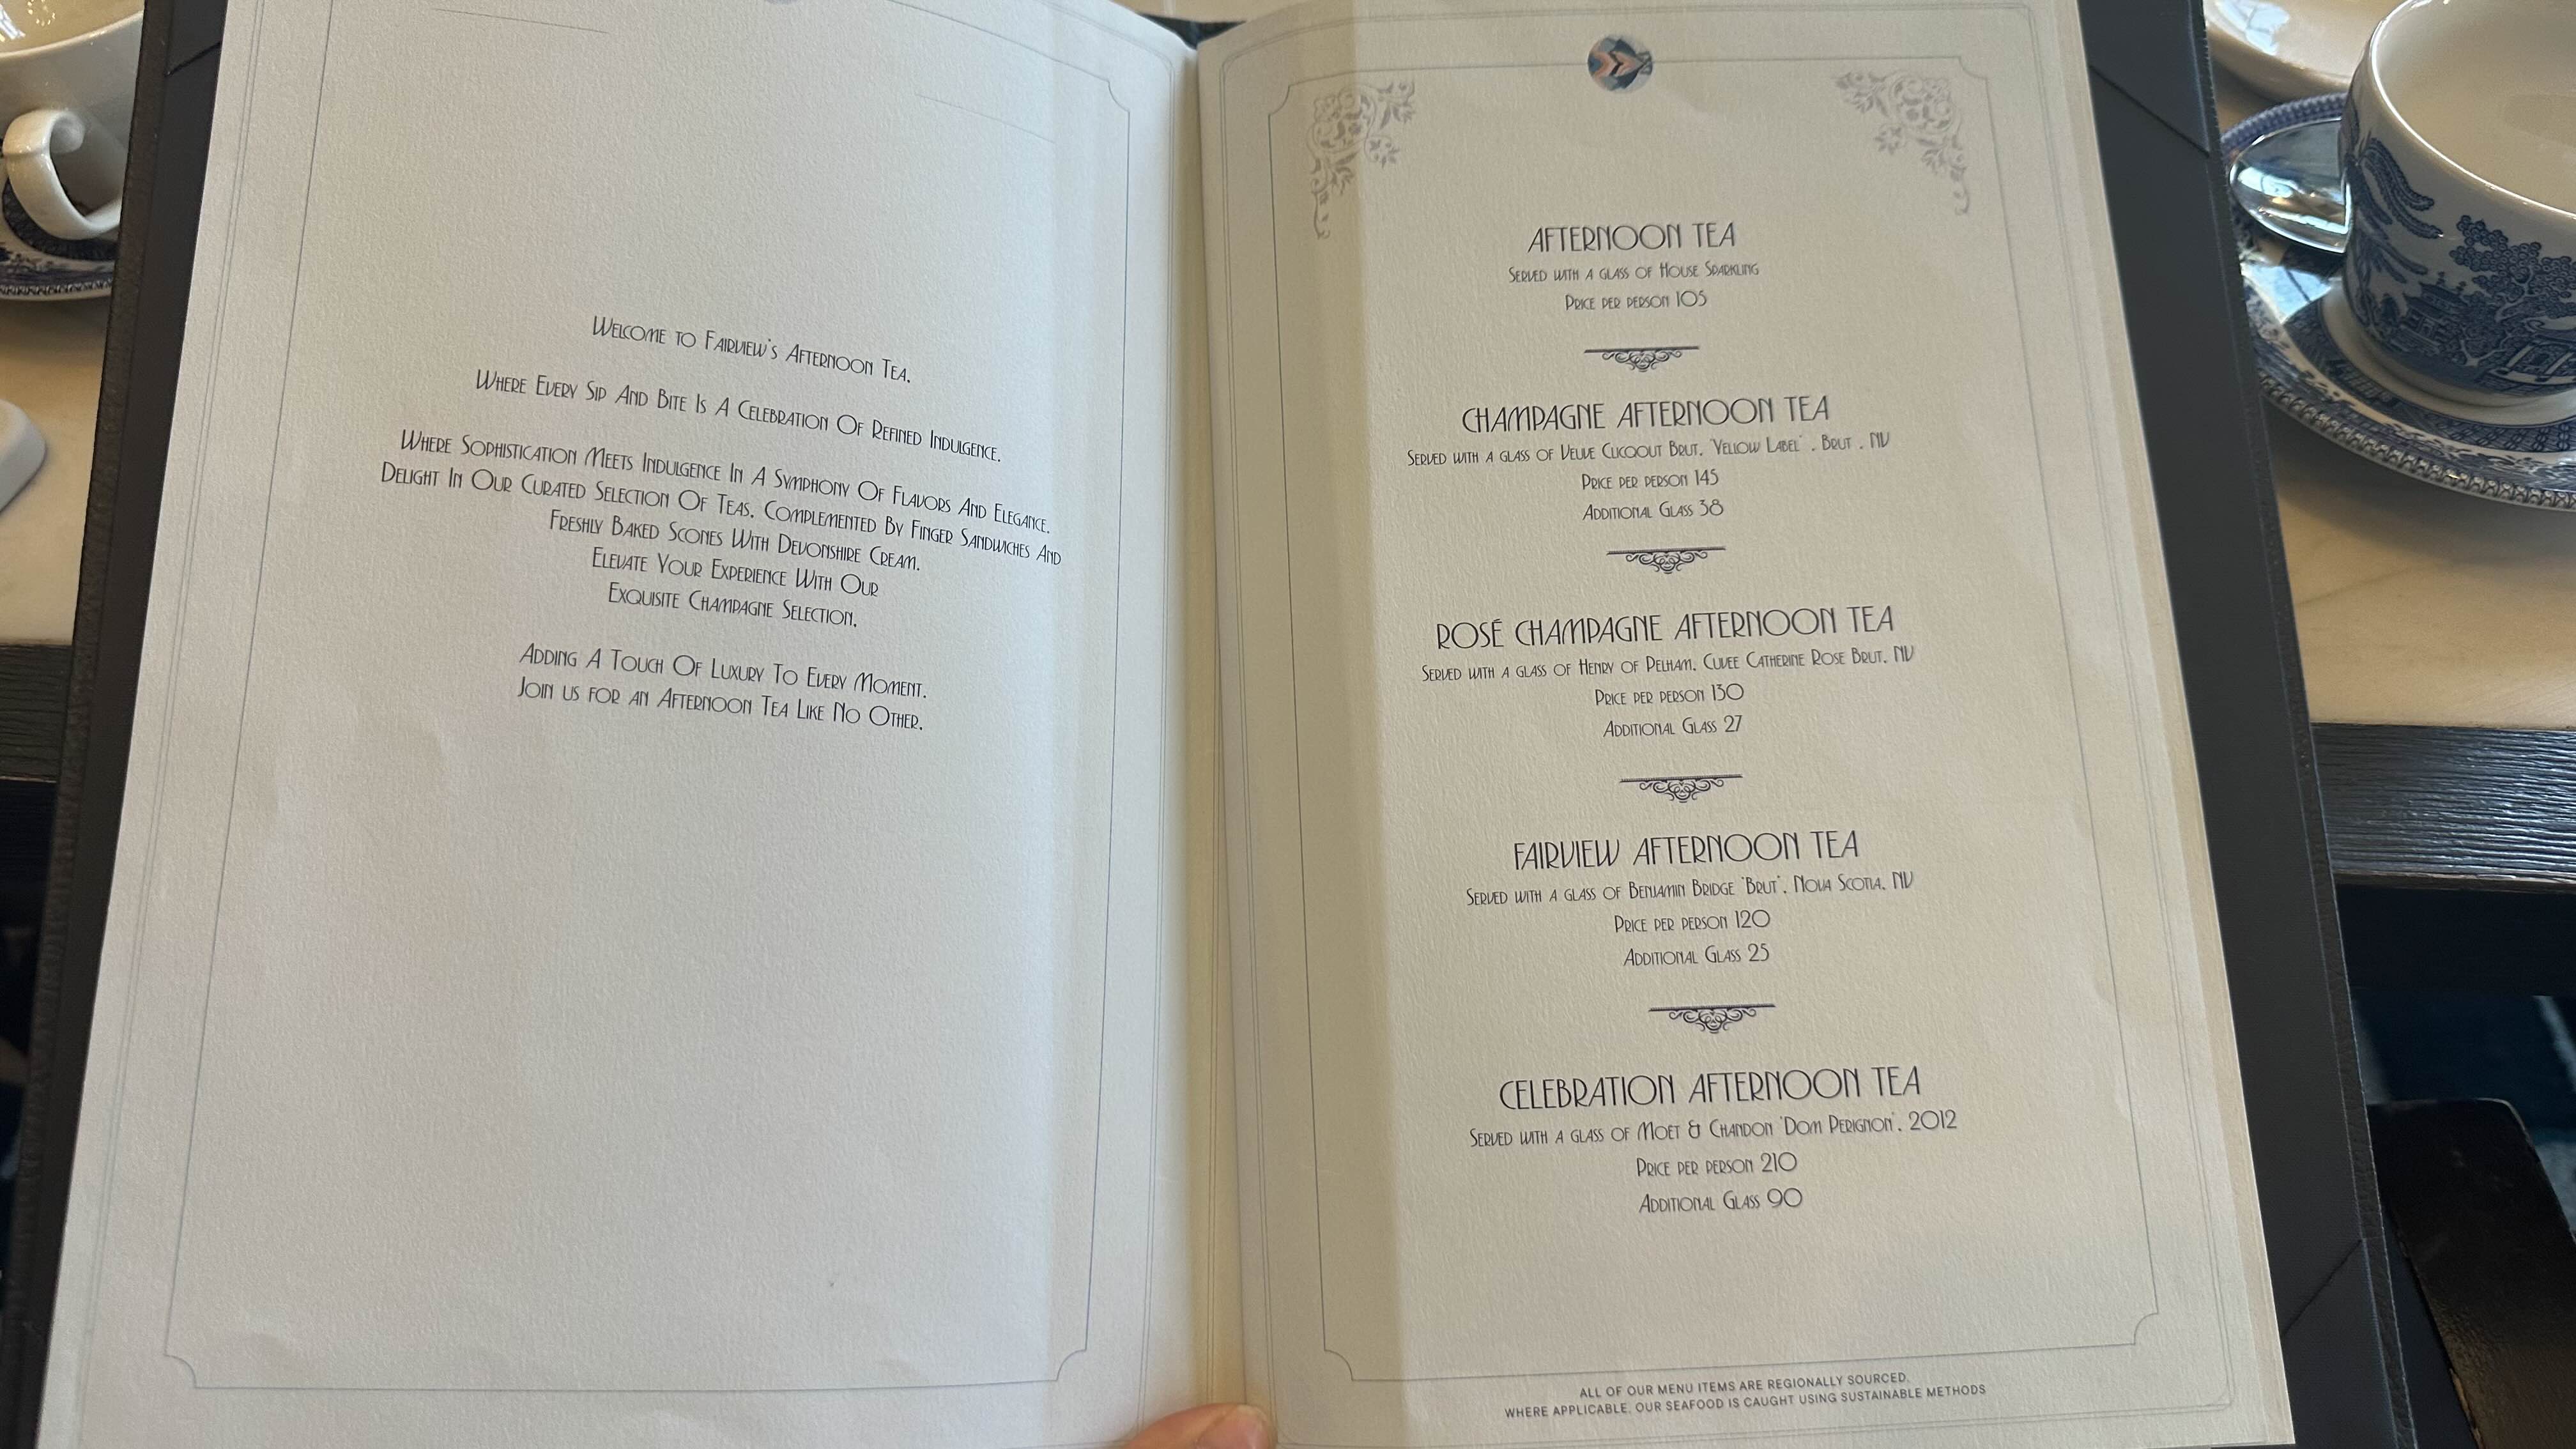 Welcome to Fairview's Afternoon Tea.
Where Every Sip And Bite Is A Celebration Of Refined Indulgence.
Where Sophistication Meets Indulgence In A Symphony Of Flavors And Elegance.
Delight In Our Curated Selection Of Teas, Complemented By Finger Sandwiches And
Freshly Baked Scones With Devonshire Cream.
Elevate Your Experience With Our
Exquisite Champagne Selection,
Adding A Touch Of Luxury To Every Moment.
Join us for an Afternoon Tea Like No Other.
AFTERNOON TEA
Served with a glass of House Sparkling
Price per person 105
CHAMPAGNE AFTERNOON TEA
Served with a glass of Veuve Clicqout Brut, 'Yellow Label' , Brut , NV
Price per person 145
Additional Glass 38
ROSÉ CHAMPAGNE AFTERNOON TEA
Served with a glass of Henry of Pelham, Cuvee Catherine Rose Brut, NV
Price per person 130
Additional Glass 27
FAIRVIEW AFTERNOON TEA
Served with a glass of Benjamin Bridge 'Brut', Nova Scotia, NV
Price per person 120
Additional Glass 25
CELEBRATION AFTERNOON TEA
Served with a glass of Moet & Chandon 'Dom Perignon', 2012
Price per person 210
Additional Glass 90
ALL OF OUR MENU ITEMS ARE REGIONALLY SOURCED.
WHERE APPLICABLE, OUR SEAFOOD IS CAUGHT USING SUSTAINABLE METHODS